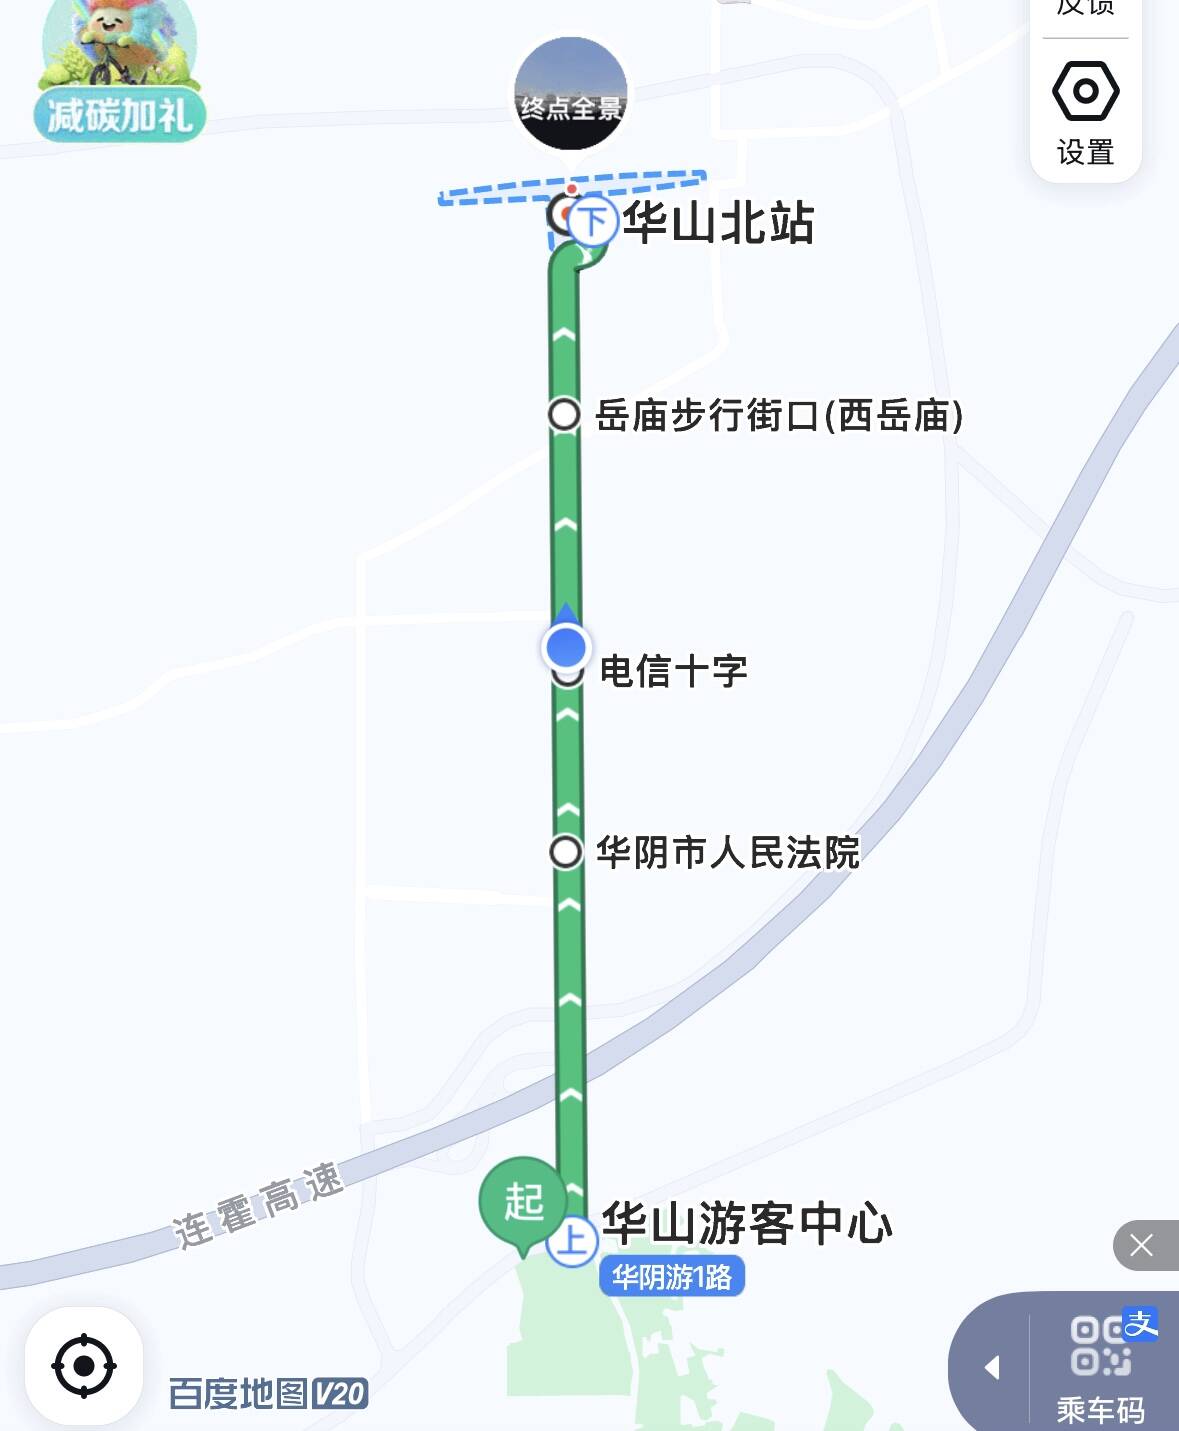 反馈
减碳加礼
终点全景
设置
下
华山北站
岳庙步行街口(西岳庙)
电信十字
华阴市人民法院
连霍高速
起
上
华山游客中心
华阴游1路
支
百度地图V20
乘车码